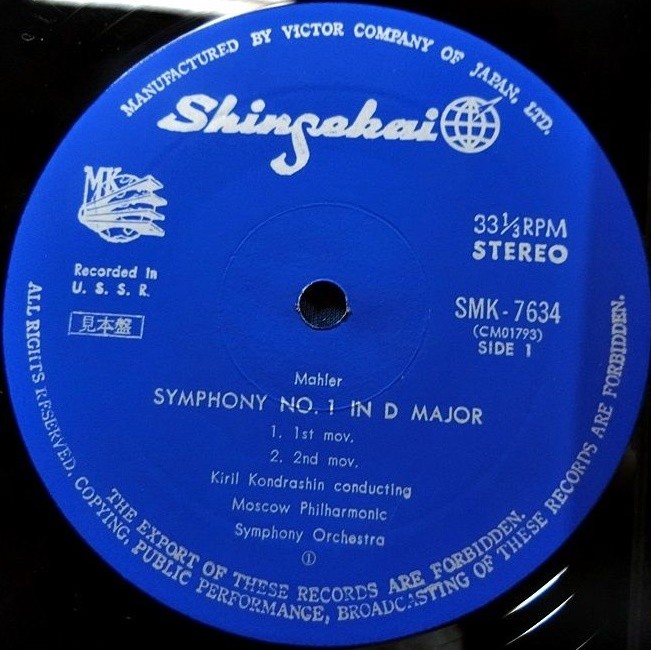 MANUFACTURED BY VICTOR COMPANY OF JAPAN, LTD.
Shinsekai
MK
33⅓RPM
STEREO
Recorded in
U. S. S. R.
見本盤
SMK-7634
(CM01793)
SIDE 1
Mahler
SYMPHONY NO. 1 IN D MAJOR
1. 1st mov.
2. 2nd mov.
Kiril Kondrashin conducting
Moscow Philharmonic
Symphony Orchestra
i
THE EXPORT OF THESE RECORDS ARE FORBIDDEN.
ALL RIGHTS RESERVED, COPYING, PUBLIC PERFORMANCE, BROADCASTING OF THESE RECORDS ARE FORBIDDEN.